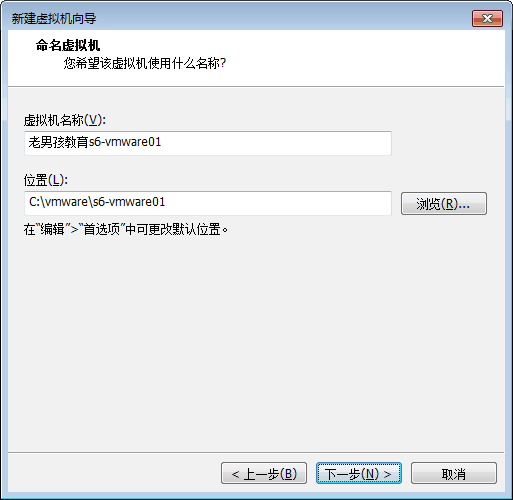 新建虚拟机向导
命名虚拟机
您希望该虚拟机使用什么名称?
虚拟机名称(V):
老男孩教育s6-vmware01
位置(L):
C:\vmware\s6-vmware01
浏览(R)...
在"编辑">"首选项"中可更改默认位置。
< 上一步(B)
下一步(N) >
取消